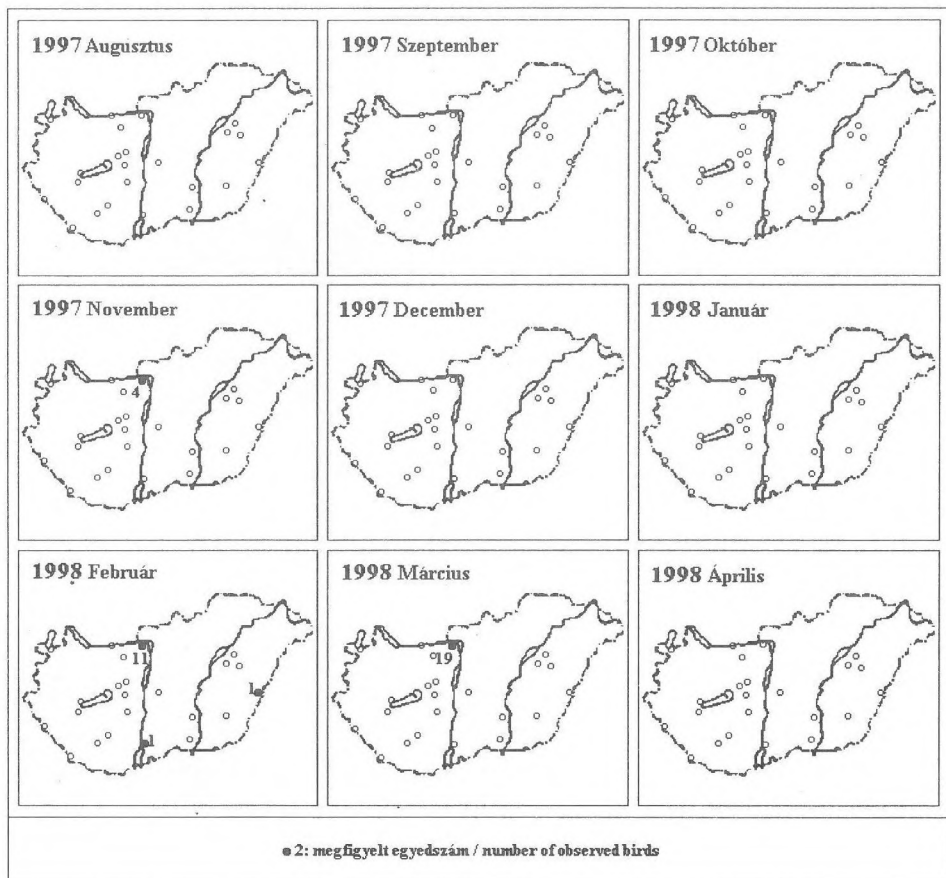 1997 Augusztus
1997 Szeptember
1997 Október
1997 November
4
1997 December
1998 Január
1998 Február
11
1
1
1998 Március
19
1998 Április
● 2: megfigyelt egyedszám / number of observed birds